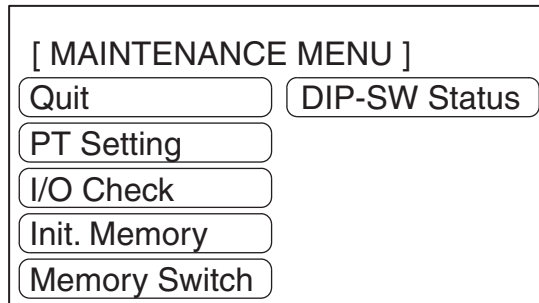 [ MAINTENANCE MENU ]
Quit DIP-SW Status
PT Setting
I/O Check
Init. Memory
Memory Switch